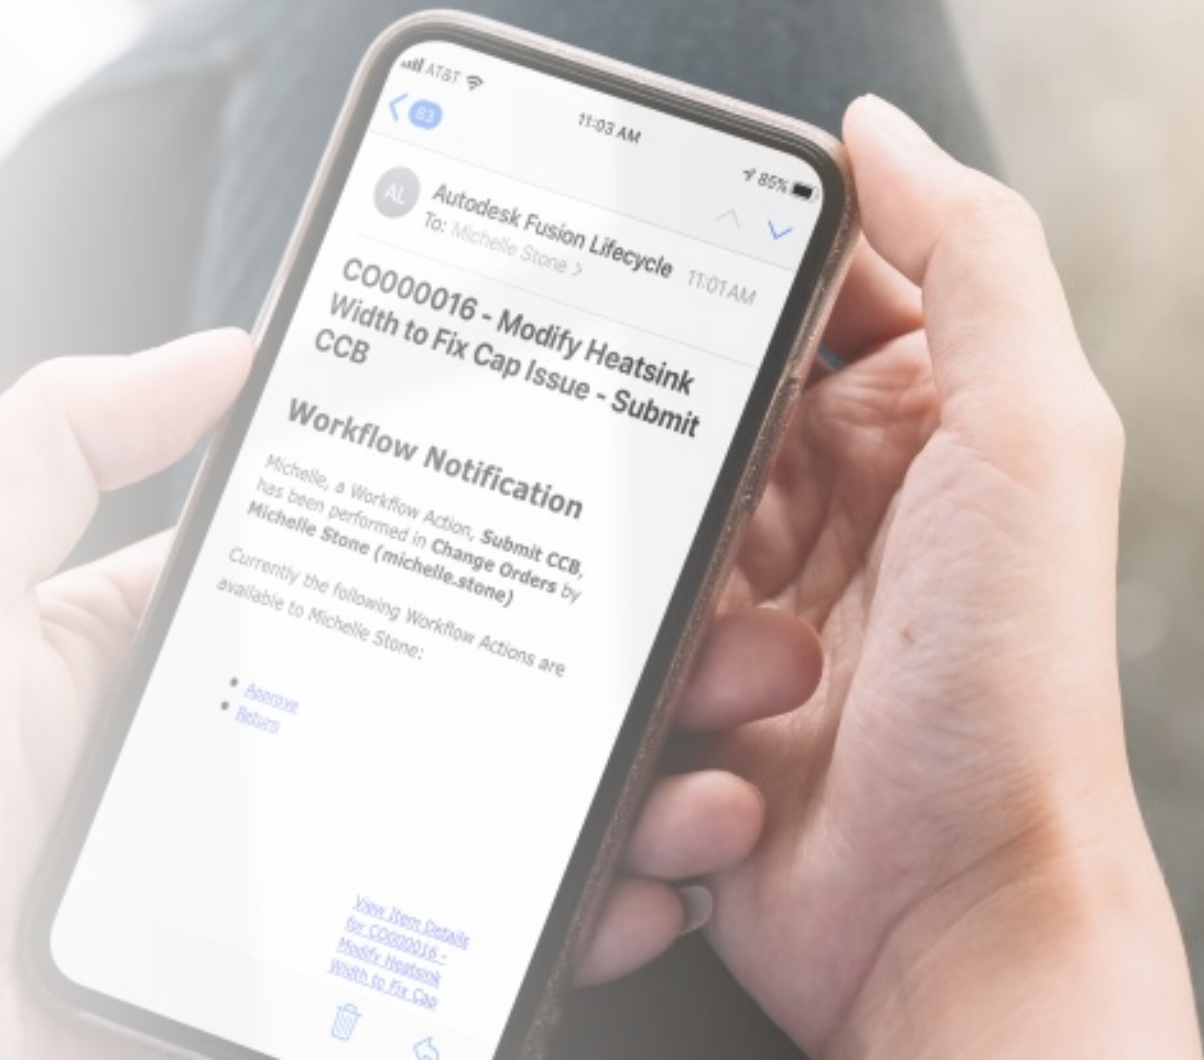 AT&T
11:03 AM
85%
63
AL
Autodesk Fusion Lifecycle
11:01 AM
To: Michelle Stone >
CO000016 - Modify Heatsink
Width to Fix Cap Issue - Submit
CCB
Workflow Notification
Michelle, a Workflow Action, Submit CCB,
has been performed in Change Orders by
Michelle Stone (michelle.stone)
Currently the following Workflow Actions are
available to Michelle Stone:
• Approve
• Return
View Item Details
for CO000016 -
Modify Heatsink
Width to Fix Cap